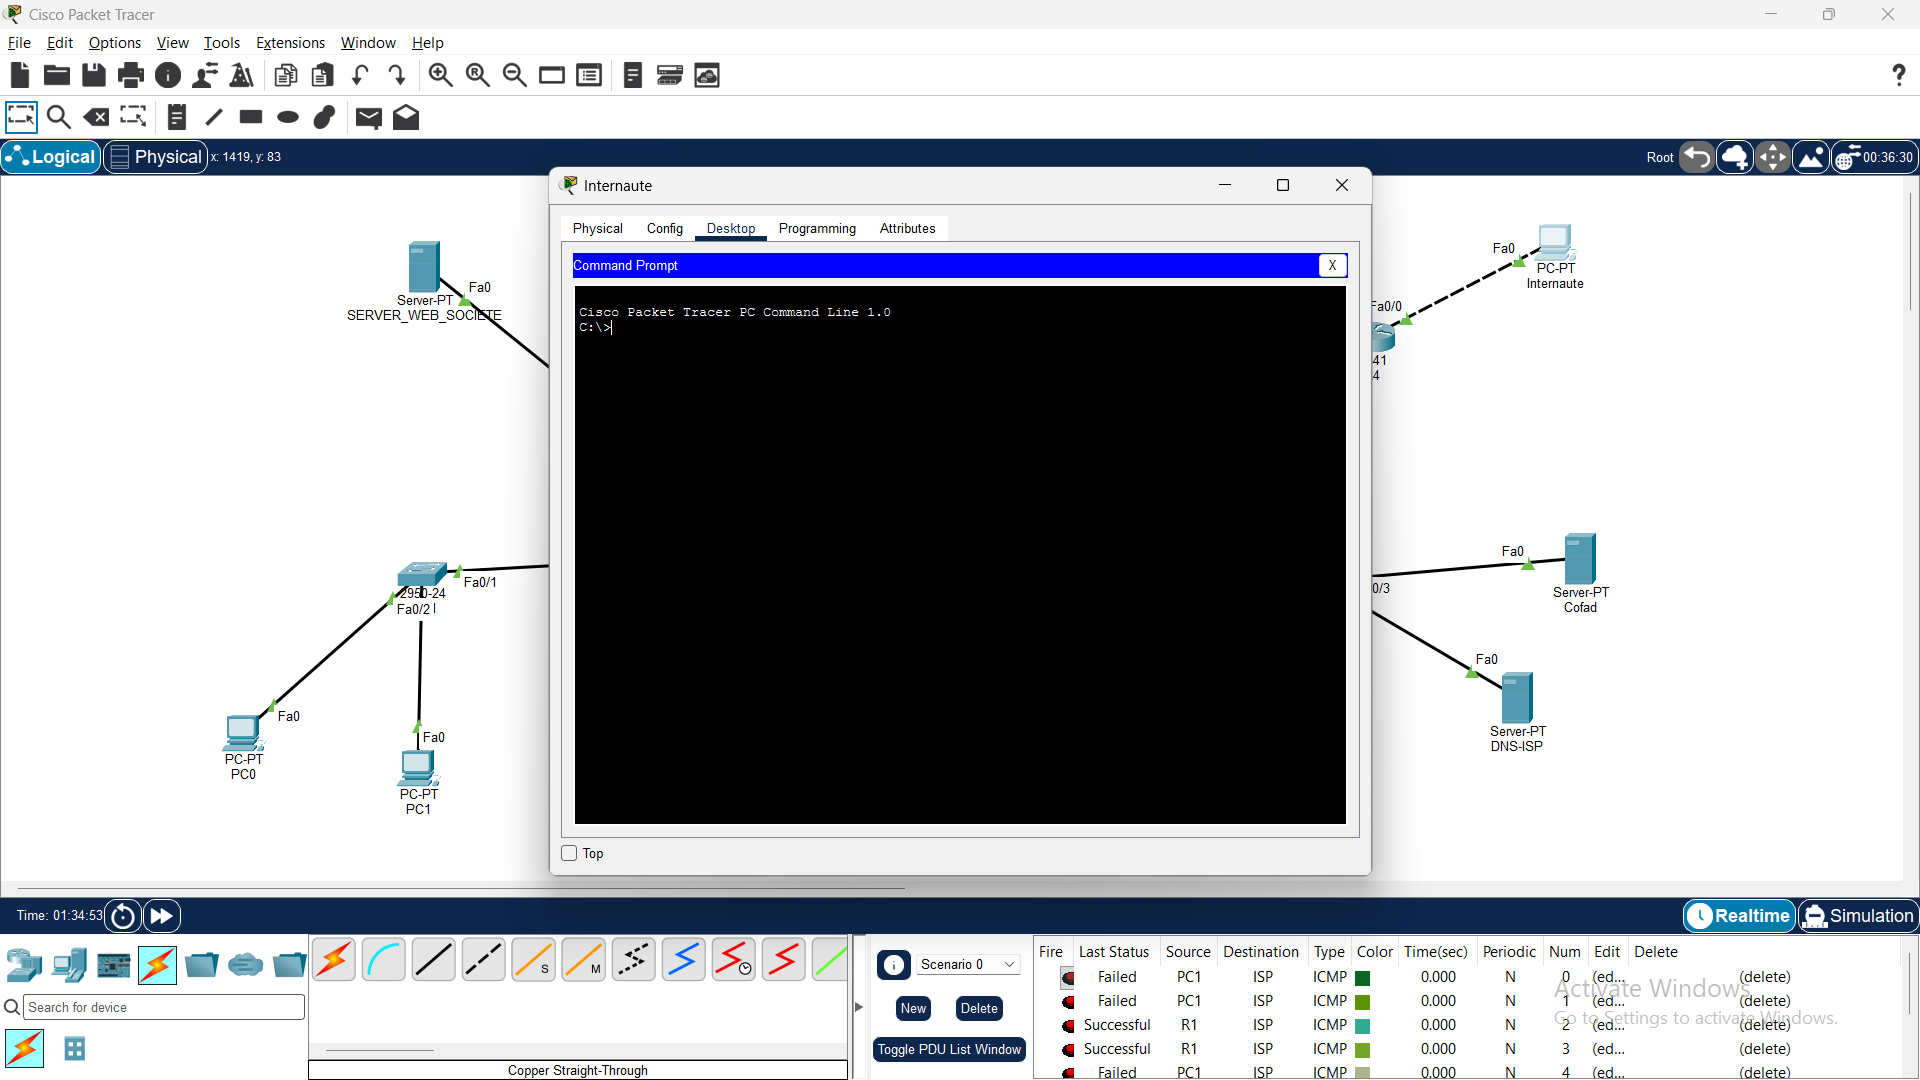 Cisco Packet Tracer
File Edit Options View Tools Extensions Window Help
Logical Physical x: 1419, y: 83 Root 00:36:30
Internaute
Physical Config Desktop Programming Attributes
Command Prompt X
Cisco Packet Tracer PC Command Line 1.0
C:\>
Top
Fa0
Server-PT
SERVER_WEB_SOCIETE
Fa0/1
2950-24
Fa0/2
Fa0
PC-PT
PC0
Fa0
PC-PT
PC1
Fa0
PC-PT
Internaute
Fa0/0
41
4
Fa0
0/3
Server-PT
Cofad
Fa0
Server-PT
DNS-ISP
Time: 01:34:53 Realtime Simulation
Search for device
S M
Copper Straight-Through
Scenario 0
New Delete
Toggle PDU List Window
Fire Last Status Source Destination Type Color Time(sec) Periodic Num Edit Delete
Failed PC1 ISP ICMP 0.000 N 0 (ed... (delete)
Failed PC1 ISP ICMP 0.000 N 1 (ed... (delete)
Successful R1 ISP ICMP 0.000 N 2 (ed... (delete)
Successful R1 ISP ICMP 0.000 N 3 (ed... (delete)
Failed PC1 ISP ICMP 0.000 N 4 (ed... (delete)
Activate Windows
Go to Settings to activate Windows.